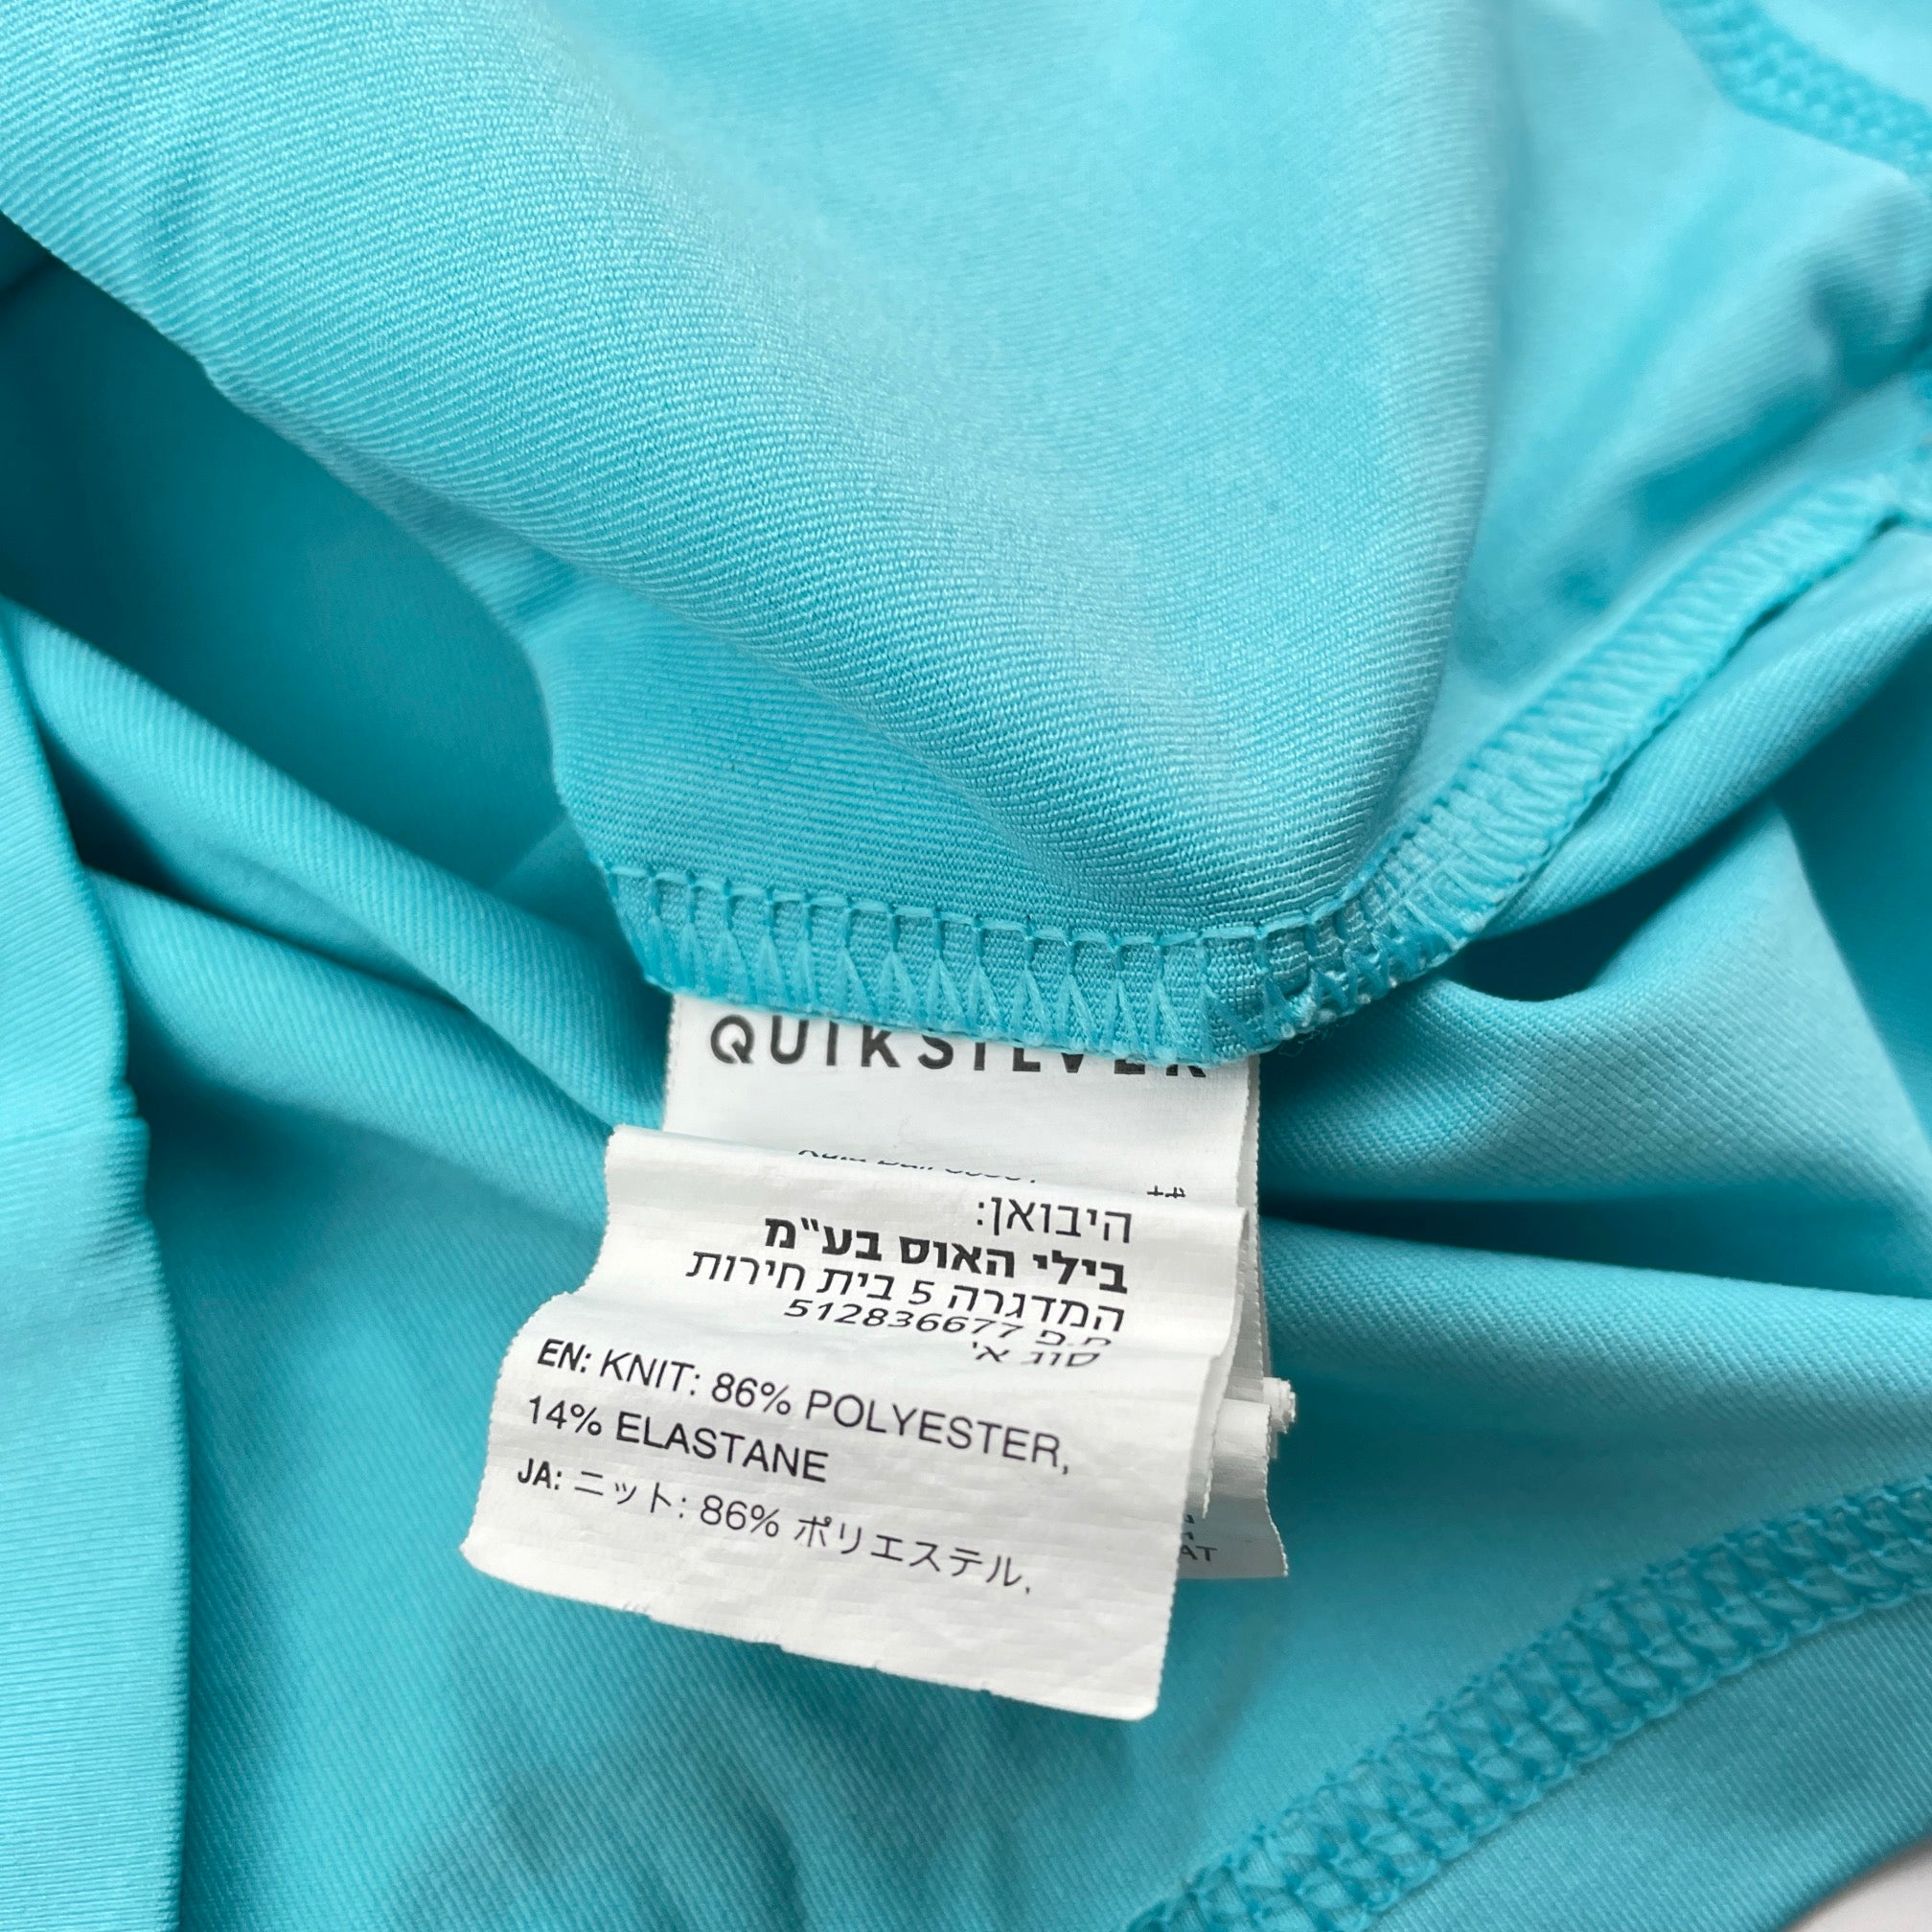 QUIKSILVER
היבואן:
בילי האוס בע"מ
המדגרה 5 בית חירות
ח.פ 512836677
סוג א'
EN: KNIT: 86% POLYESTER,
14% ELASTANE
JA: ニット: 86% ポリエステル,
AT